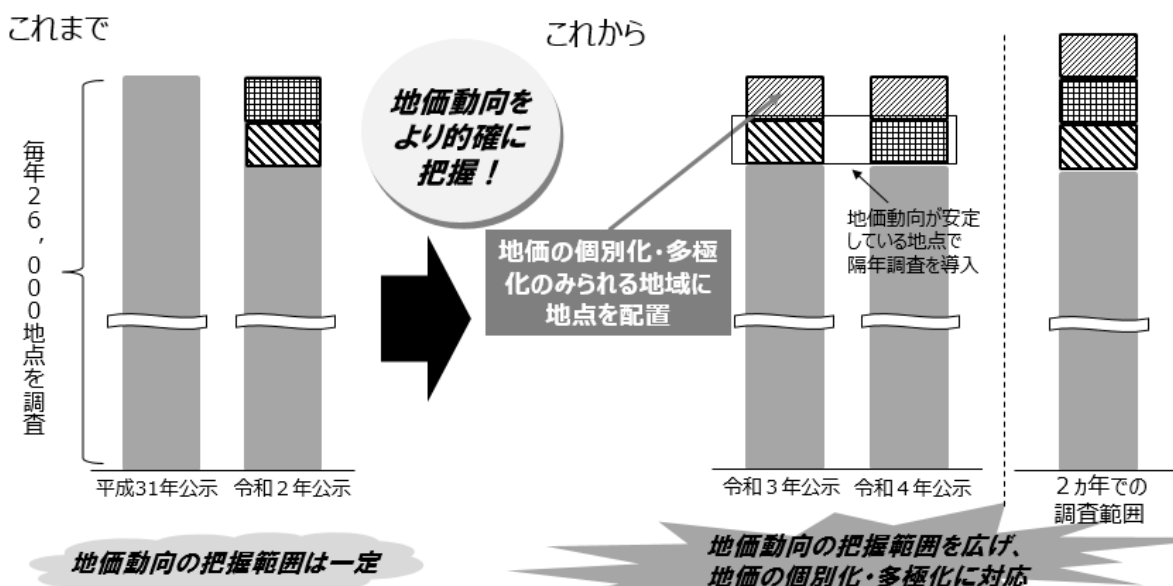 これまで
毎年26,000地点を調査
平成31年公示
令和2年公示
地価動向の把握範囲は一定
地価動向を
より的確に
把握！
これから
地価の個別化・多極
化のみられる地域に
地点を配置
地価動向が安定
している地点で
隔年調査を導入
令和3年公示
令和4年公示
2ヵ年での
調査範囲
地価動向の把握範囲を広げ、
地価の個別化・多極化に対応